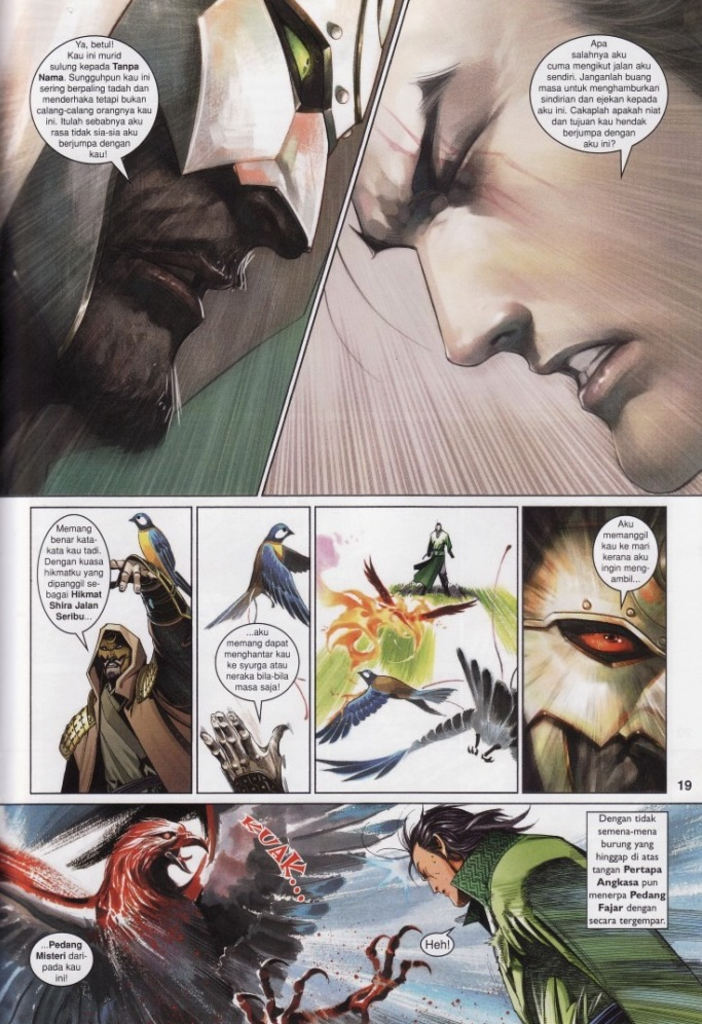 Ya, betul!
Kau ini murid
sulung kepada Tanpa
Nama. Sungguhpun kau ini
sering berpaling tadah dan
menderhaka tetapi bukan
calang-calang orangnya kau
ini. Itulah sebabnya aku
rasa tidak sia-sia aku
berjumpa dengan
kau!
Apa
salahnya aku
cuma mengikut jalan aku
sendiri. Janganlah buang
masa untuk menghamburkan
sindirian dan ejekan kepada
aku ini. Cakaplah apakah niat
dan tujuan kau hendak
berjumpa dengan
aku ini?
Memang
benar kata-
kata kau tadi.
Dengan kuasa
hikmatku yang
dipanggil se-
bagai Hikmat
Shira Jalan
Seribu...
...aku
memang dapat
menghantar kau
ke syurga atau
neraka bila-bila
masa saja!
Aku
memanggil
kau ke mari
kerana aku
ingin meng-
ambil...
19
KUAK...
Dengan tidak
semena-mena
burung yang
hinggap di atas
tangan Pertapa
Angkasa pun
menerpa Pedang
Fajar dengan
secara tergempar.
Heh!
...Pedang
Misteri dari-
pada kau
ini!